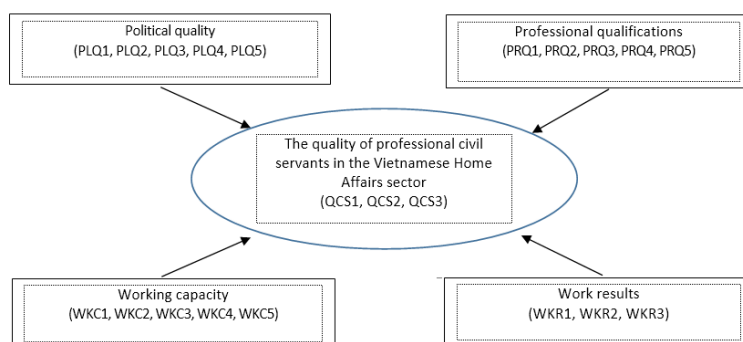 Political quality
(PLQ1, PLQ2, PLQ3, PLQ4, PLQ5)
Professional qualifications
(PRQ1, PRQ2, PRQ3, PRQ4, PRQ5)
The quality of professional civil
servants in the Vietnamese Home
Affairs sector
(QCS1, QCS2, QCS3)
Working capacity
(WKC1, WKC2, WKC3, WKC4, WKC5)
Work results
(WKR1, WKR2, WKR3)